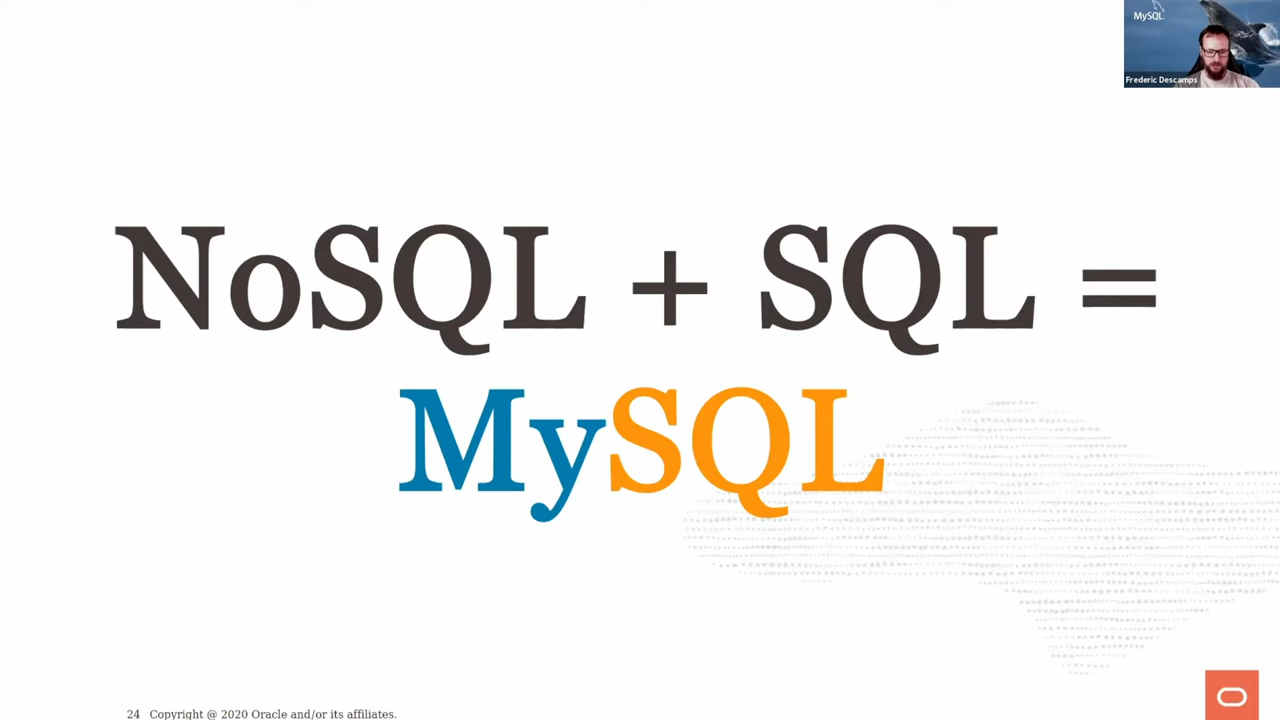 MySQL
Frederic Descamps
NoSQL + SQL =
MySQL
24 Copyright @ 2020 Oracle and/or its affiliates.